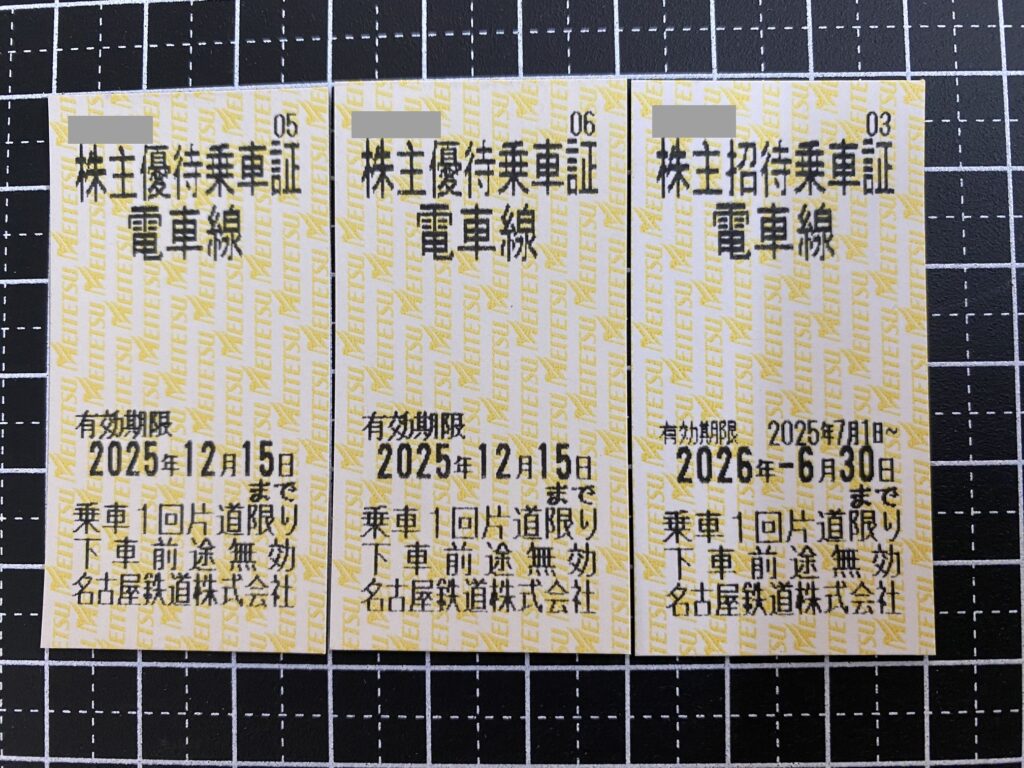 05
株主優待乗車証
電車線
有効期限
2025年12月15日
まで
乗車1回片道限り
下車前途無効
名古屋鉄道株式会社
06
株主優待乗車証
電車線
有効期限
2025年12月15日
まで
乗車1回片道限り
下車前途無効
名古屋鉄道株式会社
03
株主招待乗車証
電車線
有効期限 2025年7月1日~
2026年-6月30日
まで
乗車1回片道限り
下車前途無効
名古屋鉄道株式会社
MEITETSU